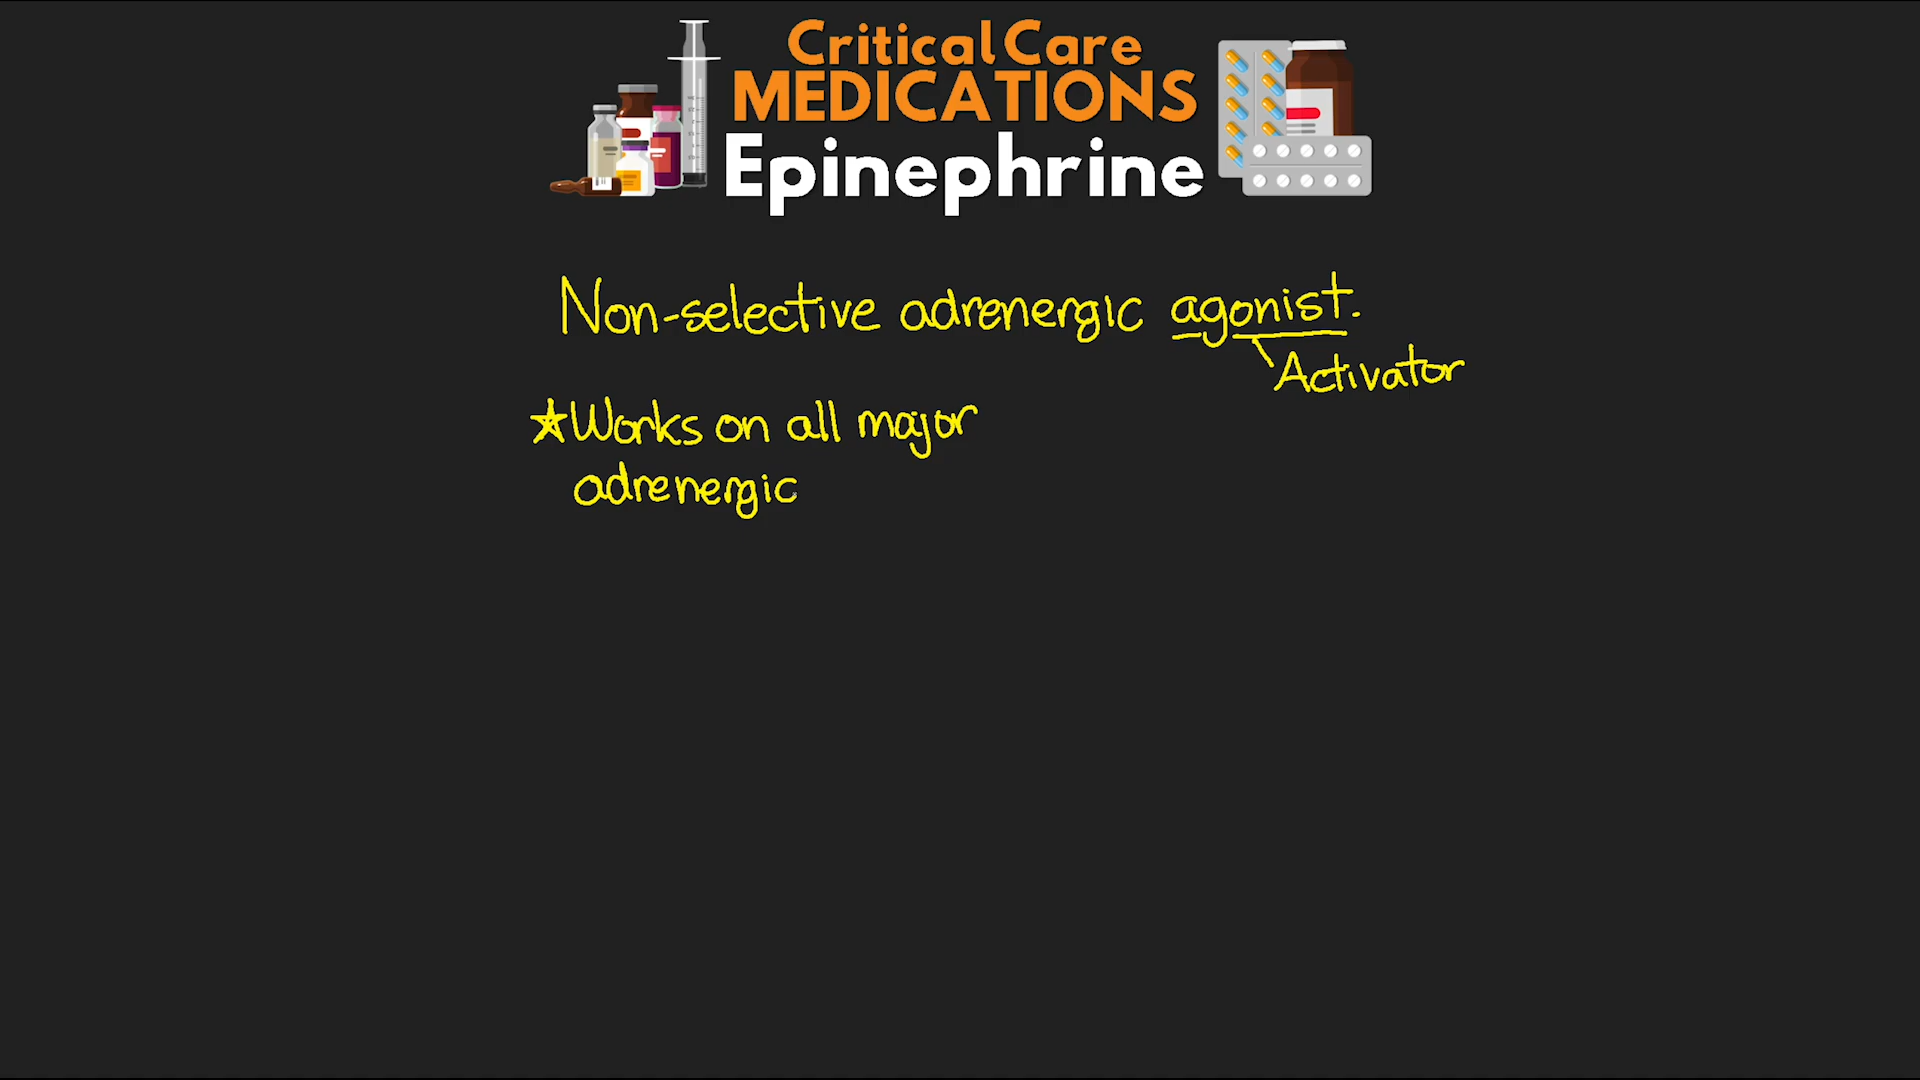 Critical Care
MEDICATIONS
Epinephrine
Non-selective adrenergic agonist.
Activator
☆Works on all major
adrenergic